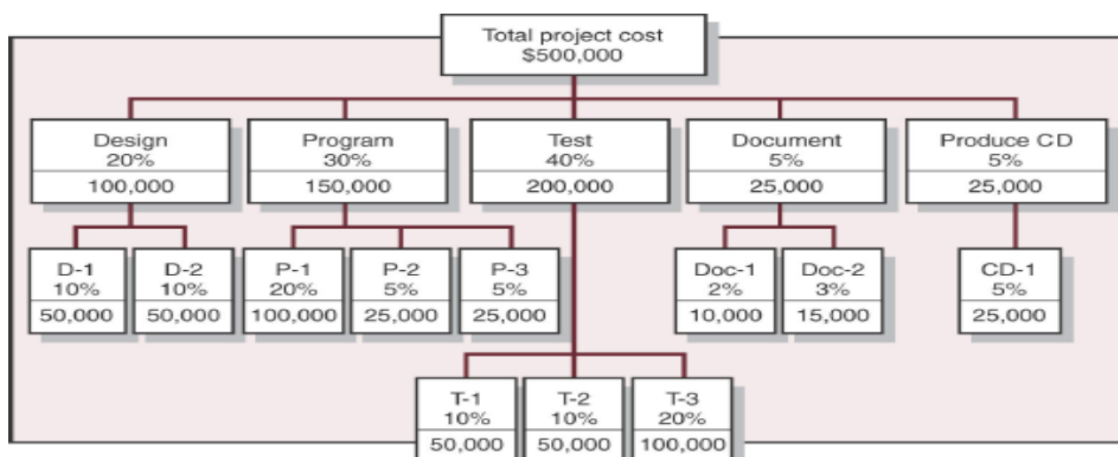 Total project cost
$500,000
Design
20%
100,000
Program
30%
150,000
Test
40%
200,000
Document
5%
25,000
Produce CD
5%
25,000
D-1
10%
50,000
D-2
10%
50,000
P-1
20%
100,000
P-2
5%
25,000
P-3
5%
25,000
Doc-1
2%
10,000
Doc-2
3%
15,000
CD-1
5%
25,000
T-1
10%
50,000
T-2
10%
50,000
T-3
20%
100,000